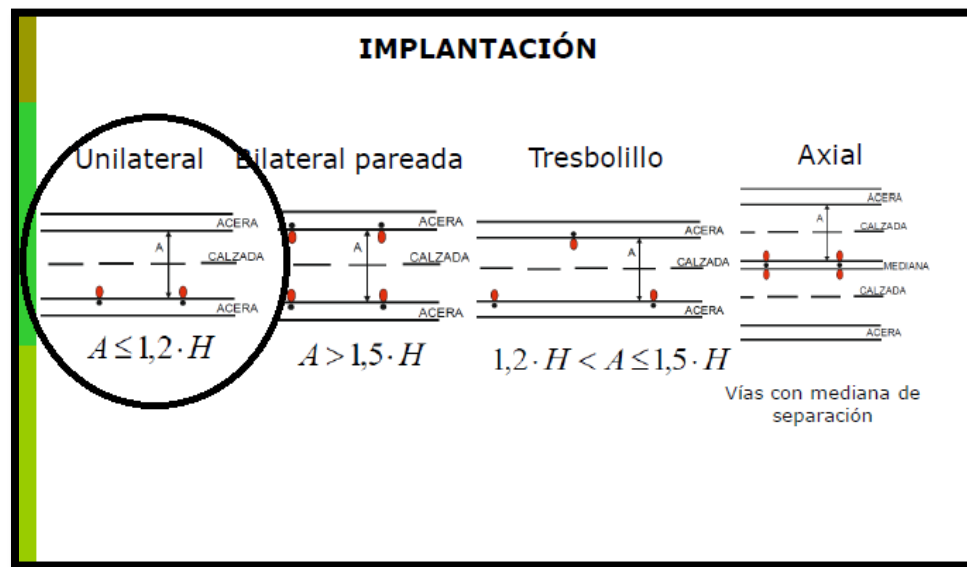 IMPLANTACIÓN
Unilateral
ACERA
A
CALZADA
ACERA
A ≤ 1,2 · H
Bilateral pareada
ACERA
A
CALZADA
ACERA
A > 1,5 · H
Tresbolillo
ACERA
A
CALZADA
ACERA
1,2 · H < A ≤ 1,5 · H
Axial
ACERA
A
CALZADA
MEDIANA
CALZADA
ACERA
Vías con mediana de
separación